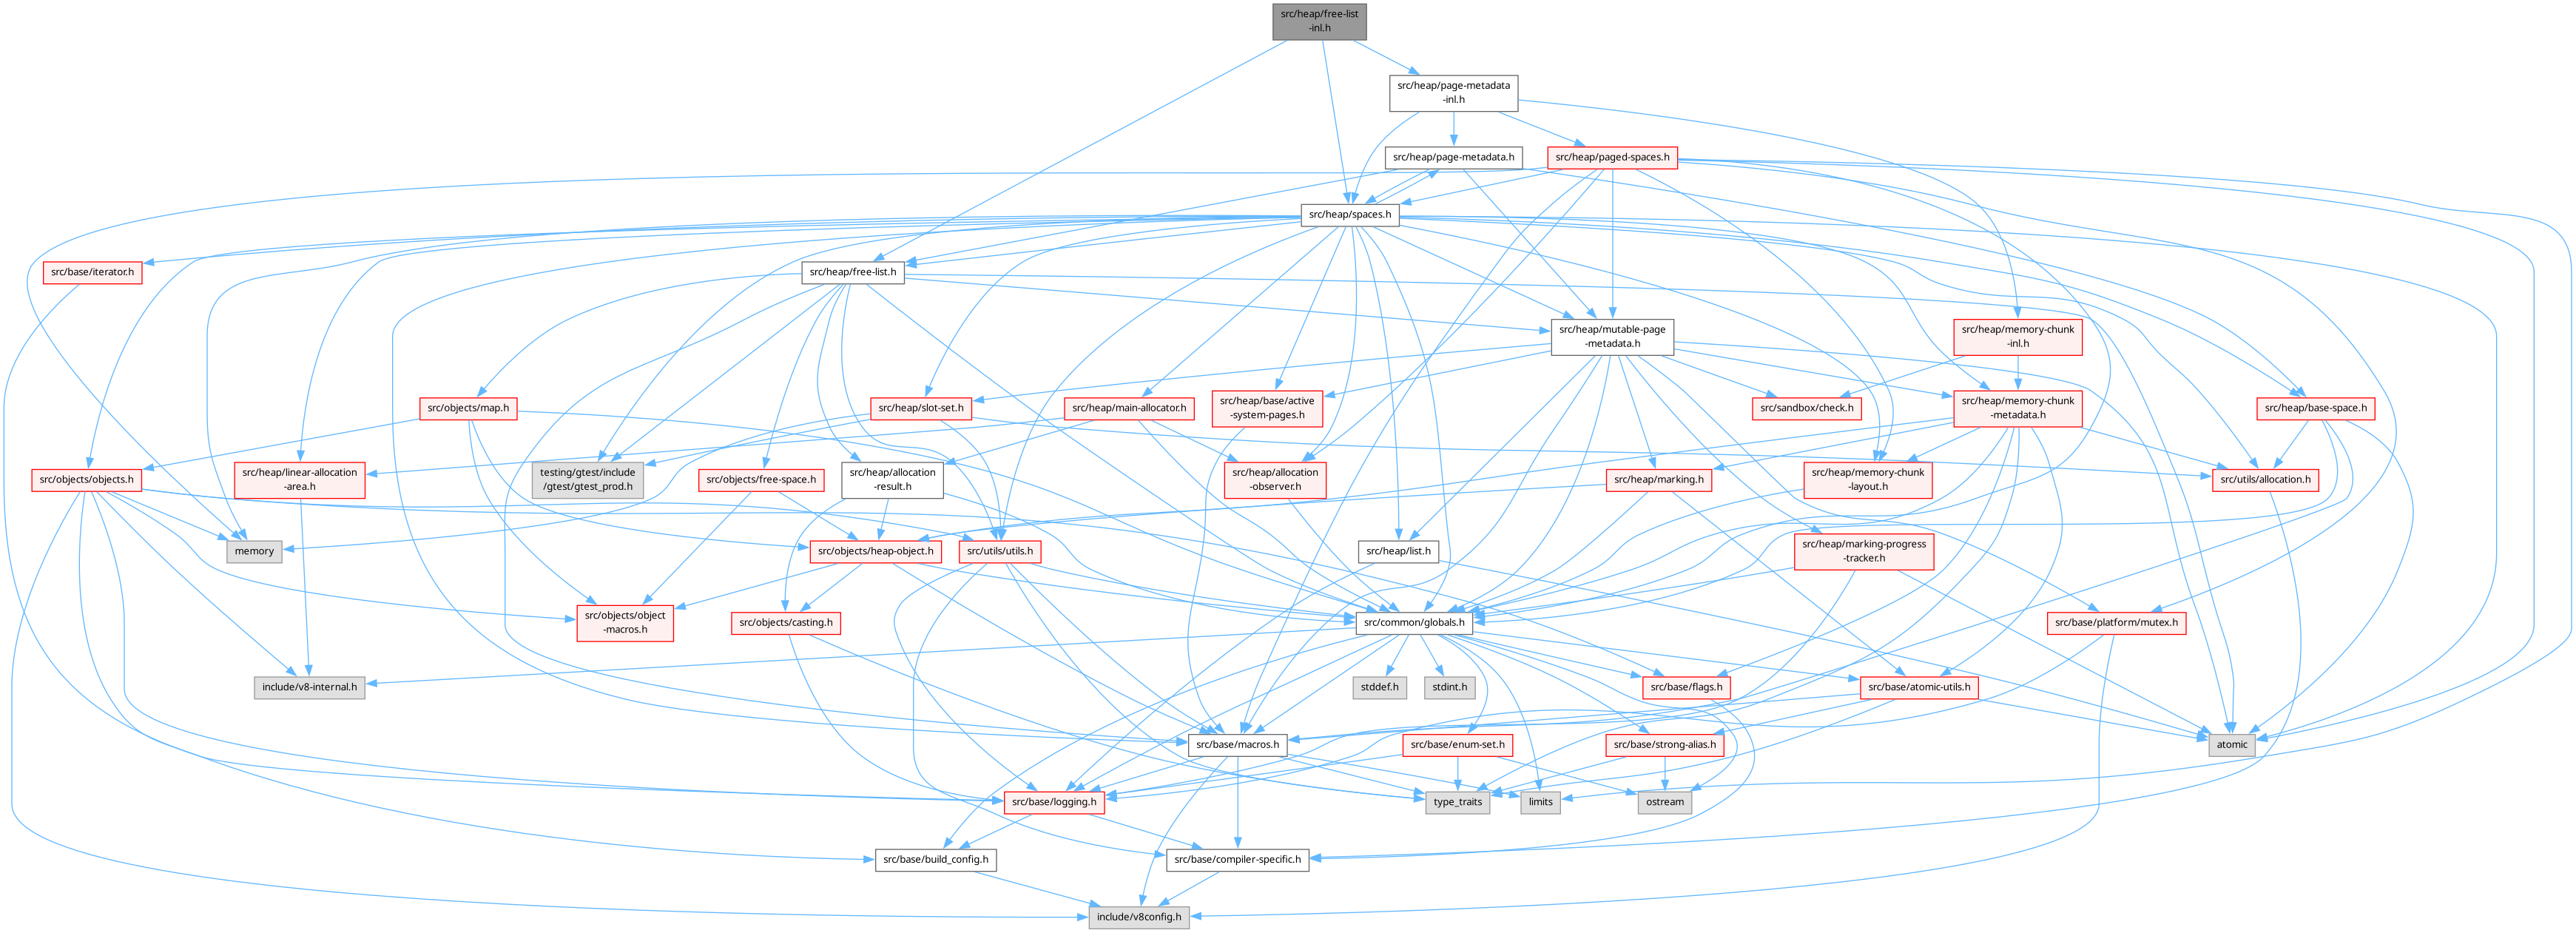 src/heap/free-list
-inl.h
src/heap/page-metadata
-inl.h
src/heap/page-metadata.h
src/heap/paged-spaces.h
src/heap/spaces.h
src/base/iterator.h
src/heap/free-list.h
src/heap/mutable-page
-metadata.h
src/heap/memory-chunk
-inl.h
src/objects/map.h
src/heap/slot-set.h
src/heap/main-allocator.h
src/heap/base/active
-system-pages.h
src/sandbox/check.h
src/heap/memory-chunk
-metadata.h
src/heap/base-space.h
src/objects/objects.h
src/heap/linear-allocation
-area.h
testing/gtest/include
/gtest/gtest_prod.h
src/objects/free-space.h
src/heap/allocation
-result.h
src/heap/allocation
-observer.h
src/heap/marking.h
src/heap/memory-chunk
-layout.h
src/utils/allocation.h
memory
src/objects/heap-object.h
src/utils/utils.h
src/heap/list.h
src/heap/marking-progress
-tracker.h
src/objects/object
-macros.h
src/objects/casting.h
src/common/globals.h
src/base/platform/mutex.h
include/v8-internal.h
stddef.h
stdint.h
src/base/flags.h
src/base/atomic-utils.h
src/base/macros.h
src/base/enum-set.h
src/base/strong-alias.h
atomic
src/base/logging.h
type_traits
limits
ostream
src/base/build_config.h
src/base/compiler-specific.h
include/v8config.h